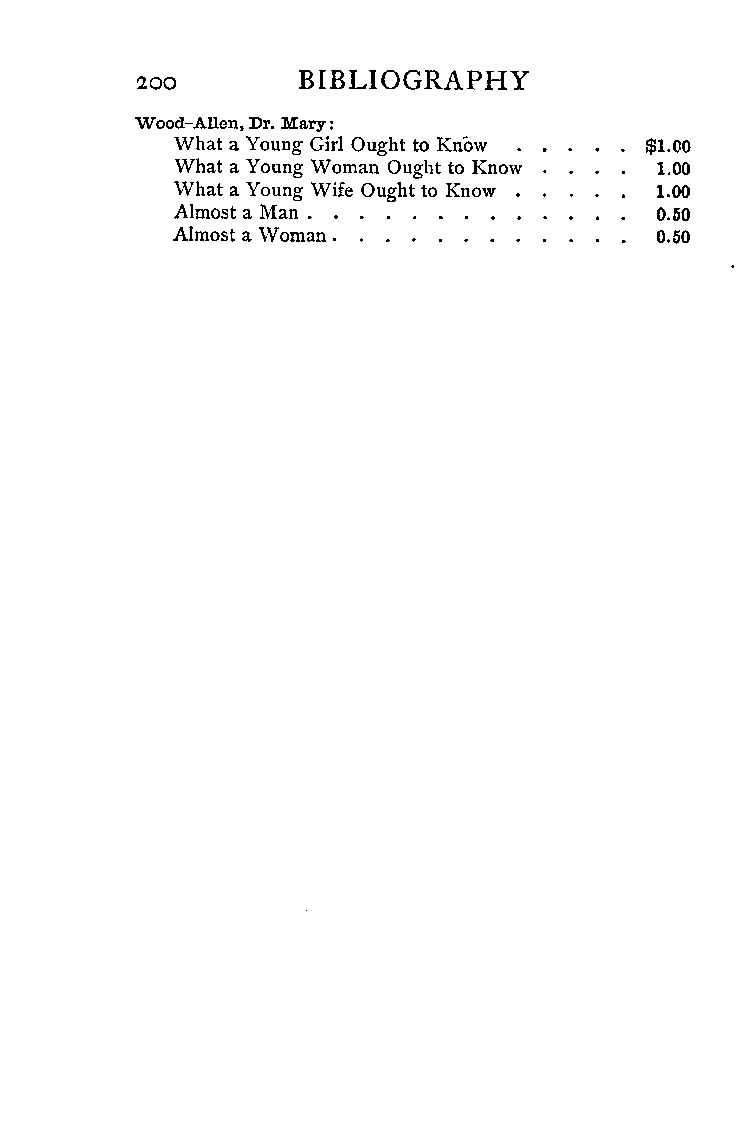 200 BIBLIOGRAPHY
Wood-Allen, Dr. Mary:
What a Young Girl Ought to Know . . . . . $1.00
What a Young Woman Ought to Know . . . . 1.00
What a Young Wife Ought to Know . . . . . 1.00
Almost a Man . . . . . . . . . . . . . 0.50
Almost a Woman . . . . . . . . . . . . 0.50